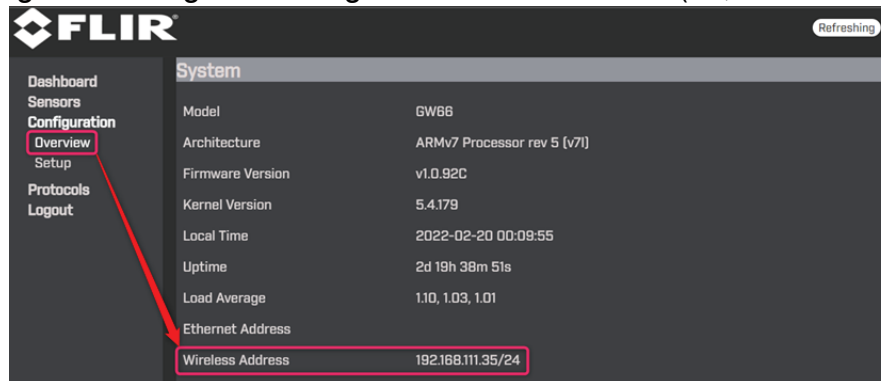 FLIR
Refreshing
Dashboard
Sensors
Configuration
Overview
Setup
Protocols
Logout
System
Model GW66
Architecture ARMv7 Processor rev 5 (v7l)
Firmware Version v1.0.92C
Kernel Version 5.4.179
Local Time 2022-02-20 00:09:55
Uptime 2d 19h 38m 51s
Load Average 1.10, 1.03, 1.01
Ethernet Address
Wireless Address 192.168.111.35/24